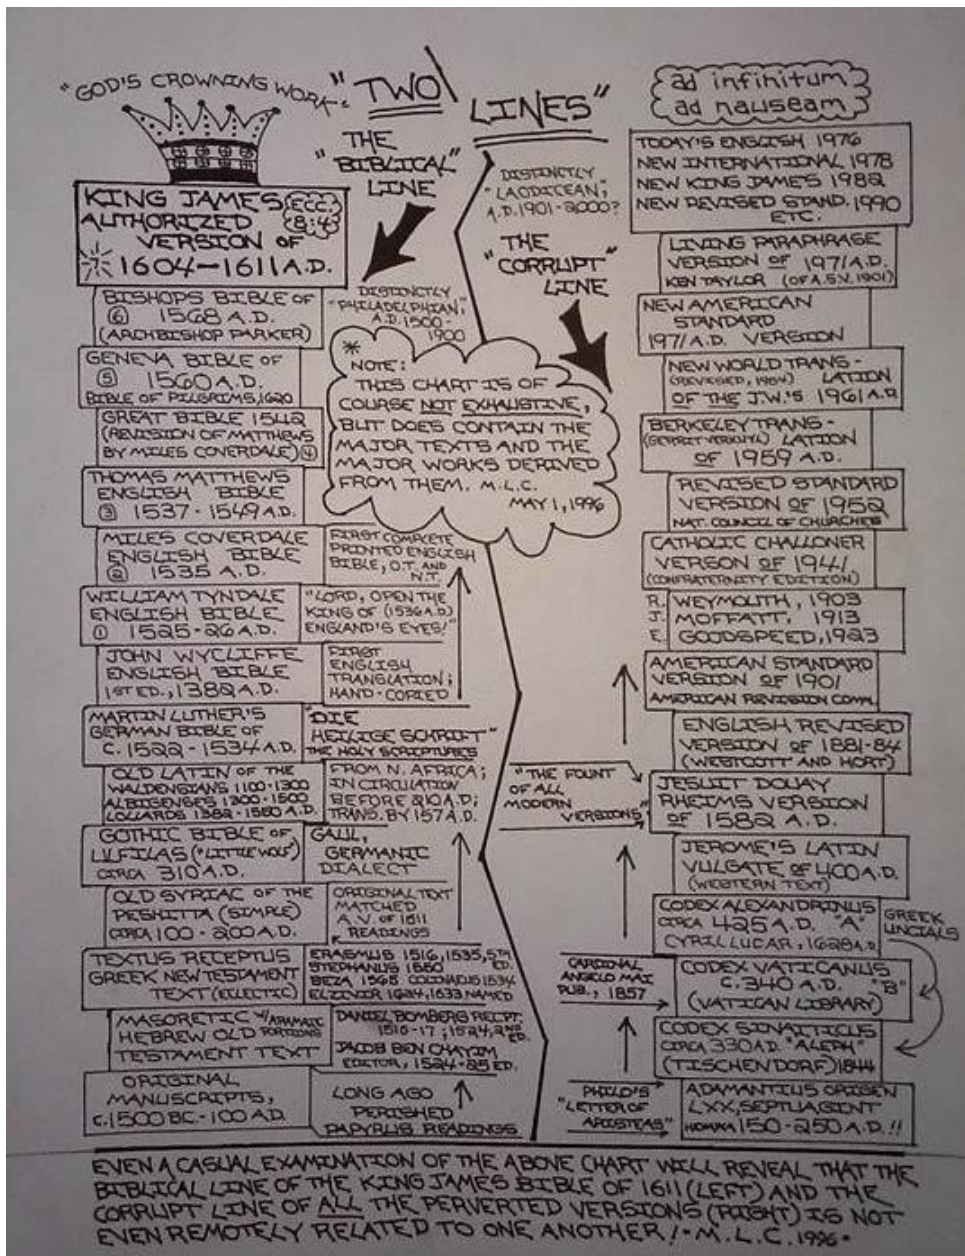 "GOD'S CROWNING WORK"
"TWO LINES"
ad infinitum
ad nauseam
THE
"BIBLICAL"
LINE
KING JAMES
AUTHORIZED
VERSION OF
1604-1611 A.D.
ECC.
8:4
BISHOPS BIBLE OF
⑥ 1568 A.D.
(ARCHBISHOP PARKER)
GENEVA BIBLE OF
⑤ 1560 A.D.
BIBLE OF PILGRIMS, 1620
GREAT BIBLE 1542
(REVISION OF MATTHEWS
BY MILES COVERDALE) ④
THOMAS MATTHEWS
ENGLISH BIBLE
③ 1537-1549 A.D.
MILES COVERDALE
ENGLISH BIBLE
② 1535 A.D.
FIRST COMPLETE
PRINTED ENGLISH
BIBLE, O.T. AND
N.T.
WILLIAM TYNDALE
ENGLISH BIBLE
① 1525-26 A.D.
"LORD, OPEN THE
KING OF (1536 A.D.)
ENGLAND'S EYES!"
JOHN WYCLIFFE
ENGLISH BIBLE
1ST ED., 1382 A.D.
FIRST
ENGLISH
TRANSLATION;
HAND-COPIED
MARTIN LUTHER'S
GERMAN BIBLE OF
C. 1522-1534 A.D.
"DIE
HEILIGE SCHRIFT"
THE HOLY SCRIPTURES
OLD LATIN OF THE
WALDENSIANS 1100-1300
ALBIGENSES 1300-1500
LOLLARDS 1382-1550 A.D.
FROM N. AFRICA;
IN CIRCULATION
BEFORE 210 A.D.;
TRANS. BY 157 A.D.
GOTHIC BIBLE OF
ULFILAS ("LITTLE WOLF")
CIRCA 310 A.D.
GAUL,
GERMANIC
DIALECT
OLD SYRIAC OF THE
PESHITTA (SIMPLE)
CIRCA 100-200 A.D.
ORIGINAL TEXT
MATCHED
A.V. OF 1611
READINGS
TEXTUS RECEPTUS
GREEK NEW TESTAMENT
TEXT (ECLECTIC)
ERASMUS 1516, 1535, 5TH ED.
STEPHANUS 1550
BEZA 1565 COLINAEUS 1534
ELZIVIR 1624, 1633 NAMED
MASORETIC W/ARAMAIC PORTIONS
HEBREW OLD
TESTAMENT TEXT
DANIEL BOMBERG RECPT.
1516-17; 1524, 2ND ED.
JACOB BEN CHAYIM
EDITOR, 1524-25 ED.
ORIGINAL
MANUSCRIPTS,
c. 1500 BC.-100 A.D.
LONG AGO
PERISHED
PAPYRUS READINGS
DISTINCTLY
"PHILADELPHIAN,"
A.D. 1500-
1900
* NOTE:
THIS CHART IS OF
COURSE NOT EXHAUSTIVE,
BUT DOES CONTAIN THE
MAJOR TEXTS AND THE
MAJOR WORKS DERIVED
FROM THEM. M.L.C.
MAY 1, 1996
DISTINCTLY
"LAODICEAN,"
A.D. 1901-2000?
THE
"CORRUPT"
LINE
TODAY'S ENGLISH 1976
NEW INTERNATIONAL 1978
NEW KING JAMES 1982
NEW REVISED STAND. 1990
ETC.
LIVING PARAPHRASE
VERSION OF 1971 A.D.
KEN TAYLOR (OF A.S.V. 1901)
NEW AMERICAN
STANDARD
1971 A.D. VERSION
NEW WORLD TRANS-
(REVISED, 1984) LATION
OF THE J.W.'S 1961 A.D.
BERKELEY TRANS-
(GERRIT VERKUYL) LATION
OF 1959 A.D.
REVISED STANDARD
VERSION OF 1952
NAT. COUNCIL OF CHURCHES
CATHOLIC CHALLONER
VERSON OF 1941
(CONFRATERNITY EDITION)
R. WEYMOUTH, 1903
J. MOFFATT, 1913
E. GOODSPEED, 1923
AMERICAN STANDARD
VERSION OF 1901
AMERICAN REVISION COMM.
ENGLISH REVISED
VERSION OF 1881-84
(WESTCOTT AND HORT)
"THE FOUNT
OF ALL
MODERN
VERSIONS"
JESUIT DOUAY
RHEIMS VERSION
OF 1582 A.D.
JEROME'S LATIN
VULGATE OF 400 A.D.
(WESTERN TEXT)
CODEX ALEXANDRINUS
CIRCA 425 A.D. "A"
CYRIL LUCAR, 1628 A.D.
GREEK
UNCIALS
CARDINAL
ANGELO MAI
PUB., 1857
CODEX VATICANUS
c. 340 A.D. "B"
(VATICAN LIBRARY)
CODEX SINAITICUS
CIRCA 330 A.D. "ALEPH"
(TISCHENDORF) 1844
PHILO'S
"LETTER OF
ARISTEAS"
ADAMANTIUS ORIGEN
LXX, SEPTUAGINT
150-250 A.D.!!
EVEN A CASUAL EXAMINATION OF THE ABOVE CHART WILL REVEAL THAT THE
BIBLICAL LINE OF THE KING JAMES BIBLE OF 1611 (LEFT) AND THE
CORRUPT LINE OF ALL THE PERVERTED VERSIONS (RIGHT) IS NOT
EVEN REMOTELY RELATED TO ONE ANOTHER!-M.L.C. 1996-